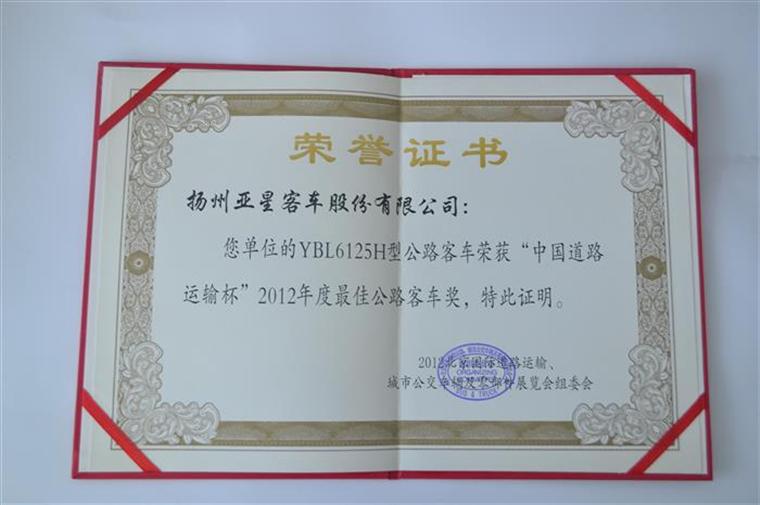 荣誉证书
扬州亚星客车股份有限公司：
您单位的YBL6125H型公路客车荣获“中国道路
运输杯”2012年度最佳公路客车奖，特此证明。
2012北京国际道路运输、
城市公交车辆及零部件展览会组委会
ORGANIZING